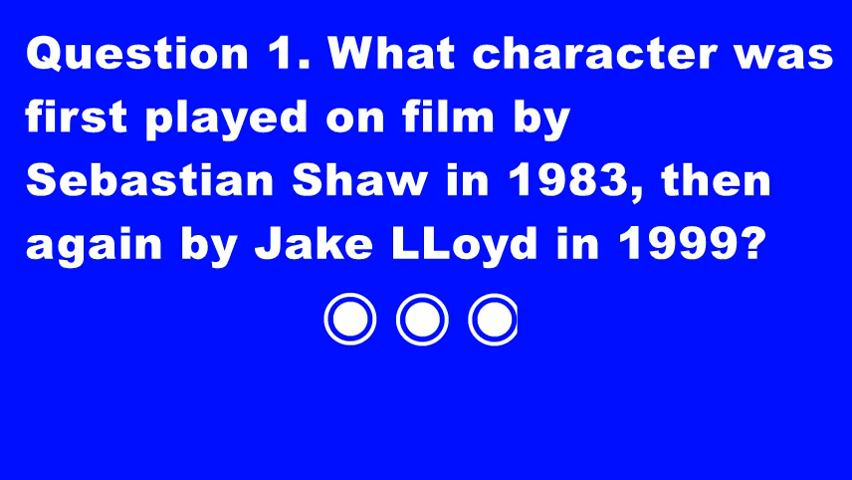 Question 1. What character was
first played on film by
Sebastian Shaw in 1983, then
again by Jake LLoyd in 1999?